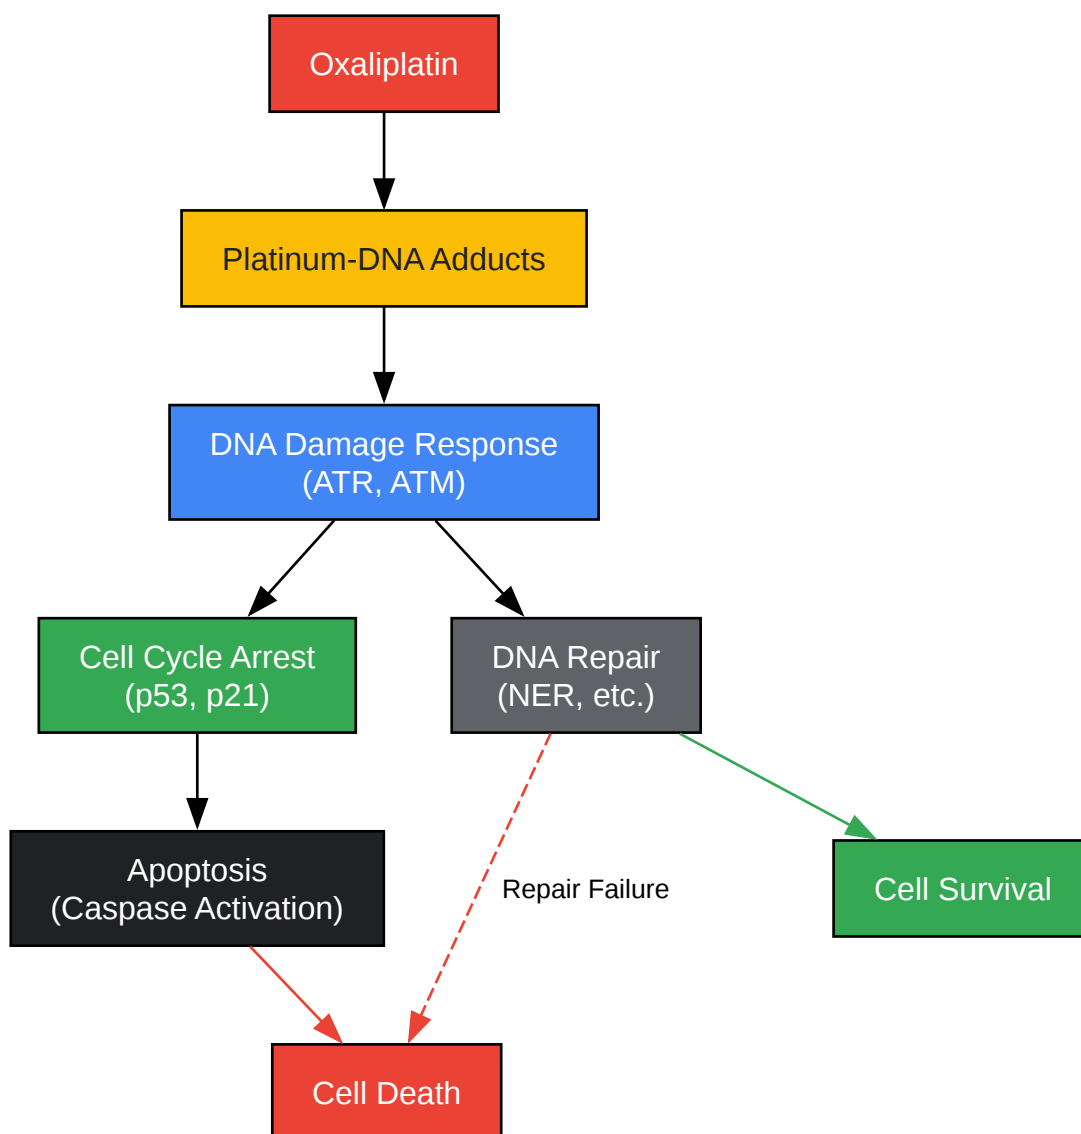 Oxaliplatin
Platinum-DNA Adducts
DNA Damage Response
(ATR, ATM)
Cell Cycle Arrest
(p53, p21)
DNA Repair
(NER, etc.)
Apoptosis
(Caspase Activation)
Repair Failure
Cell Survival
Cell Death